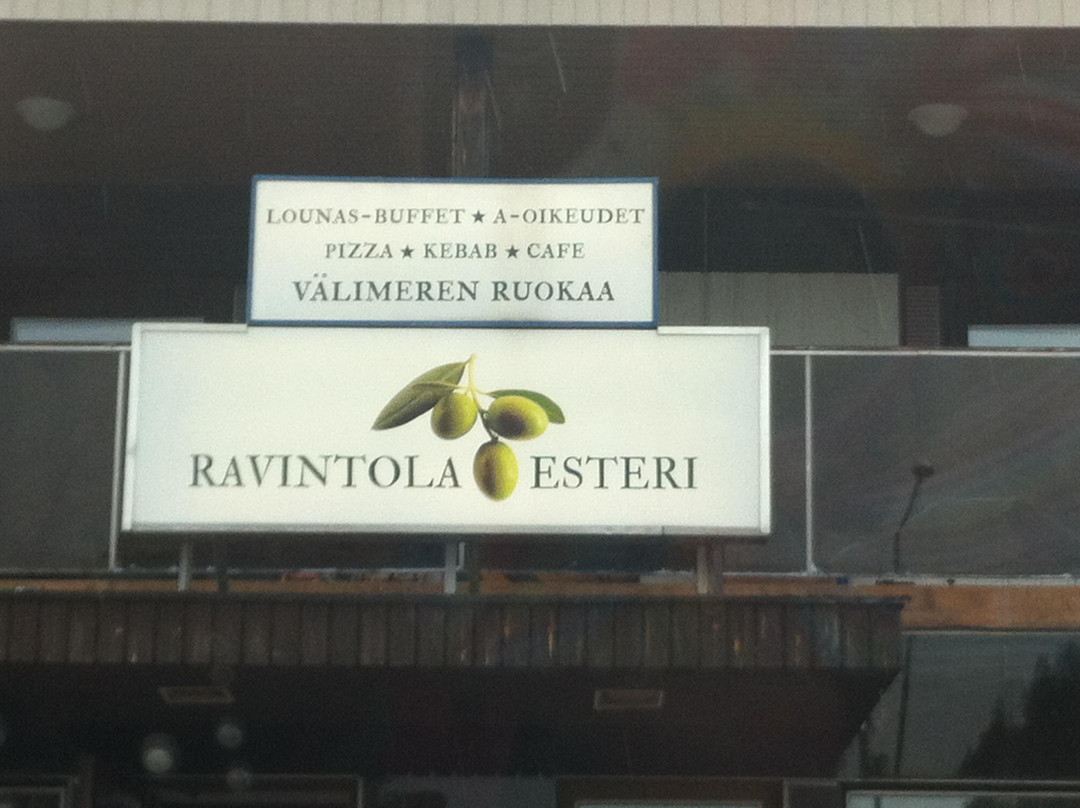 LOUNAS-BUFFET ★ A-OIKEUDET
PIZZA ★ KEBAB ★ CAFE
VÄLIMEREN RUOKAA
RAVINTOLA ESTERI